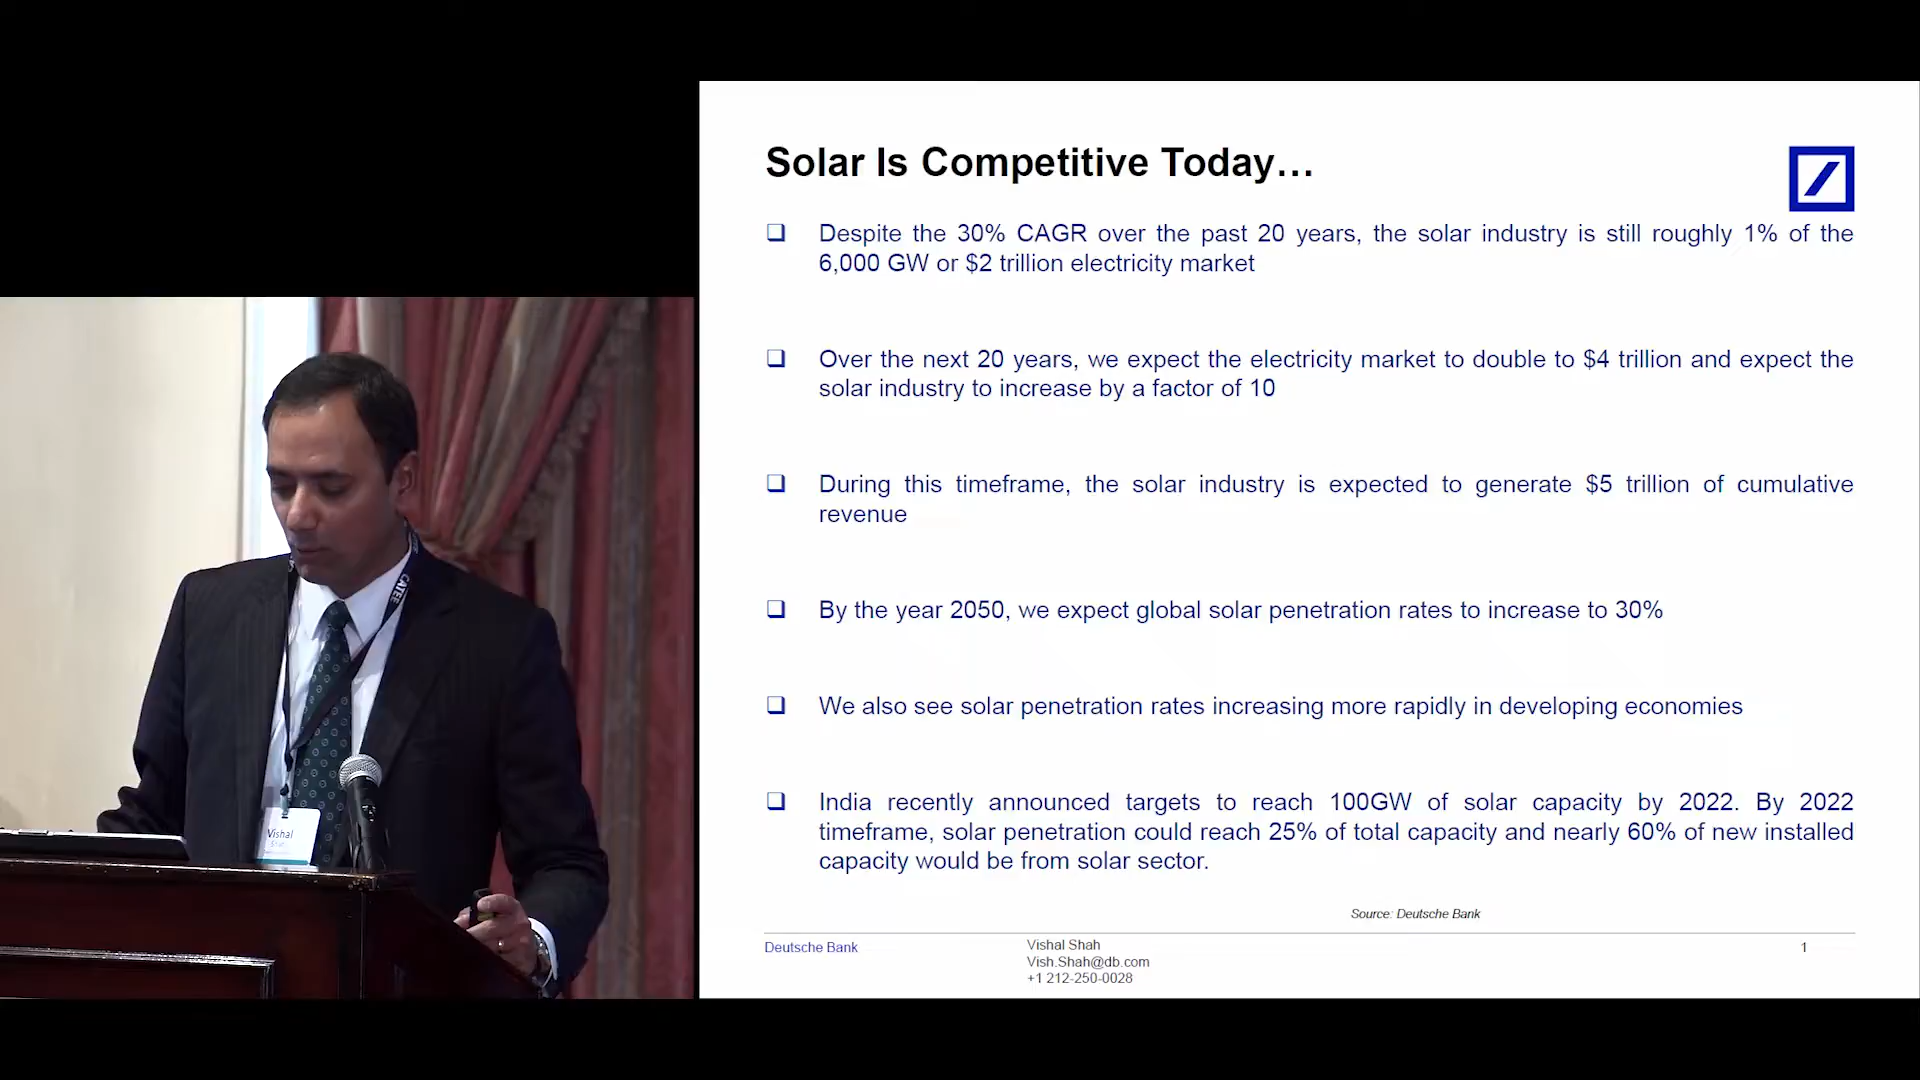 Solar Is Competitive Today…
❑ Despite the 30% CAGR over the past 20 years, the solar industry is still roughly 1% of the
6,000 GW or $2 trillion electricity market
❑ Over the next 20 years, we expect the electricity market to double to $4 trillion and expect the
solar industry to increase by a factor of 10
❑ During this timeframe, the solar industry is expected to generate $5 trillion of cumulative
revenue
❑ By the year 2050, we expect global solar penetration rates to increase to 30%
❑ We also see solar penetration rates increasing more rapidly in developing economies
❑ India recently announced targets to reach 100GW of solar capacity by 2022. By 2022
timeframe, solar penetration could reach 25% of total capacity and nearly 60% of new installed
capacity would be from solar sector.
Source: Deutsche Bank
Deutsche Bank
Vishal Shah
Vish.Shah@db.com
+1 212-250-0028
1
CATEE
Vishal